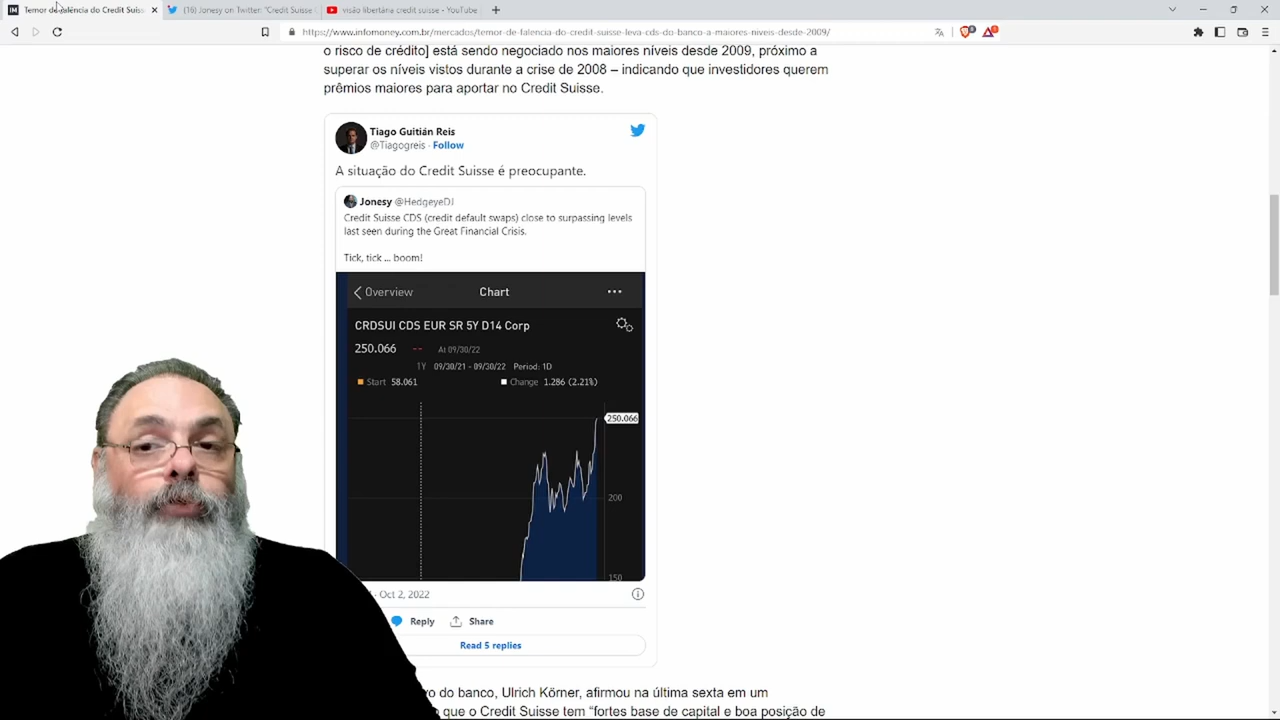 Temor de falência do Credit Suiss
(16) Jonesy on Twitter: "Credit Suisse
visão libertária credit suisse - YouTube
https://www.infomoney.com.br/mercados/temor-de-falencia-do-credit-suisse-leva-cds-do-banco-a-maiores-niveis-desde-2009/
o risco de crédito] está sendo negociado nos maiores níveis desde 2009, próximo a
superar os níveis vistos durante a crise de 2008 – indicando que investidores querem
prêmios maiores para aportar no Credit Suisse.
Tiago Guitián Reis
@Tiagogreis · Follow
A situação do Credit Suisse é preocupante.
Jonesy @HedgeyeDJ
Credit Suisse CDS (credit default swaps) close to surpassing levels
last seen during the Great Financial Crisis.
Tick, tick ... boom!
Overview Chart
CRDSUI CDS EUR SR 5Y D14 Corp
250.066 -- At 09/30/22
1Y 09/30/21 - 09/30/22 Period: 1D
Start 58.061 Change 1.286 (2.21%)
250.066
200
150
Oct 2, 2022
Reply Share
Read 5 replies
vo do banco, Ulrich Körner, afirmou na última sexta em um
que o Credit Suisse tem "fortes base de capital e boa posição de